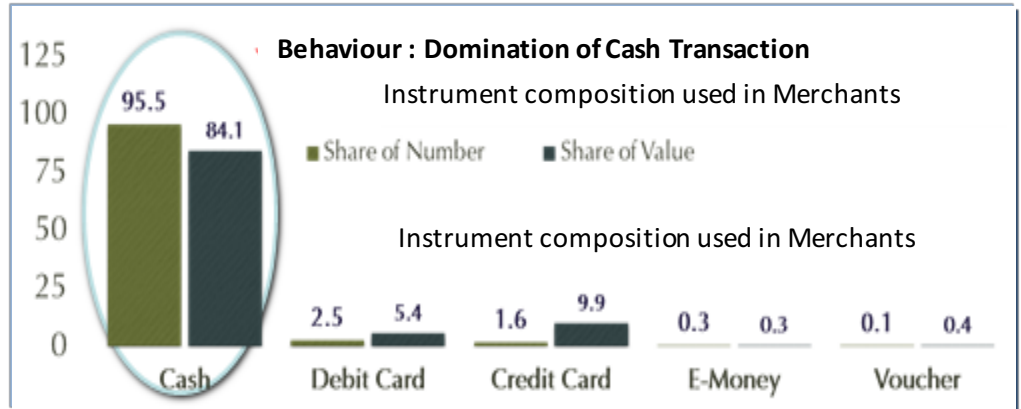 Behaviour : Domination of Cash Transaction
Instrument composition used in Merchants
Share of Number Share of Value
Instrument composition used in Merchants
125
100
75
50
25
0
95.5 84.1
2.5 5.4
1.6 9.9
0.3 0.3
0.1 0.4
Cash Debit Card Credit Card E-Money Voucher